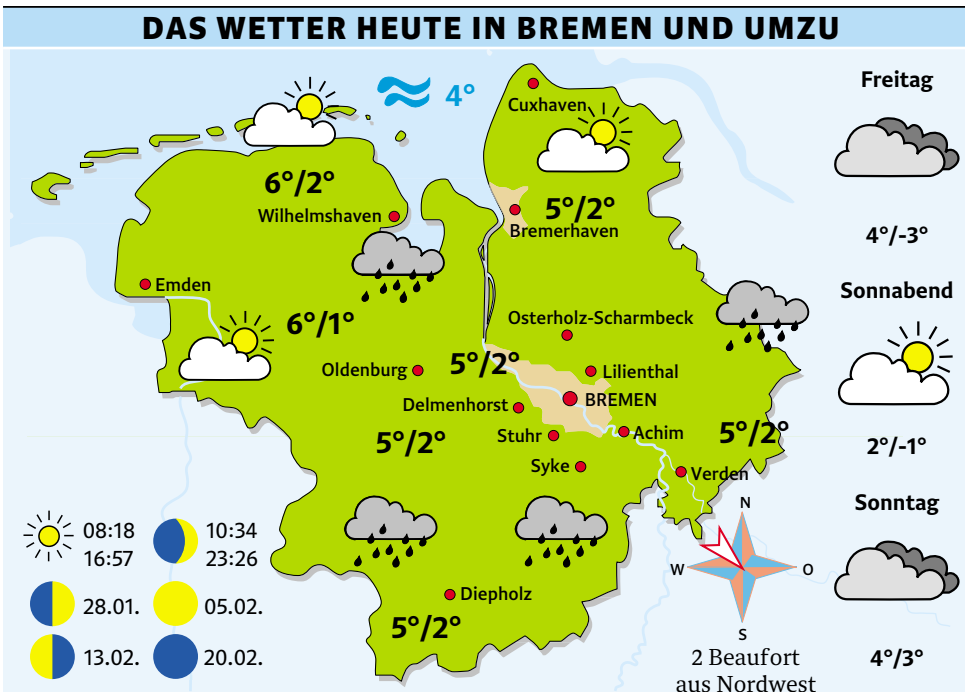 DAS WETTER HEUTE IN BREMEN UND UMZU
4°
Cuxhaven
6°/2°
Wilhelmshaven
5°/2°
Bremerhaven
Emden
6°/1°
Osterholz-Scharmbeck
Oldenburg
5°/2°
Lilienthal
BREMEN
Delmenhorst
5°/2°
Stuhr
Achim
5°/2°
Syke
Verden
Diepholz
5°/2°
Freitag
4°/-3°
Sonnabend
2°/-1°
Sonntag
4°/3°
08:18
16:57
10:34
23:26
28.01.
05.02.
13.02.
20.02.
N
W
O
S
2 Beaufort
aus Nordwest